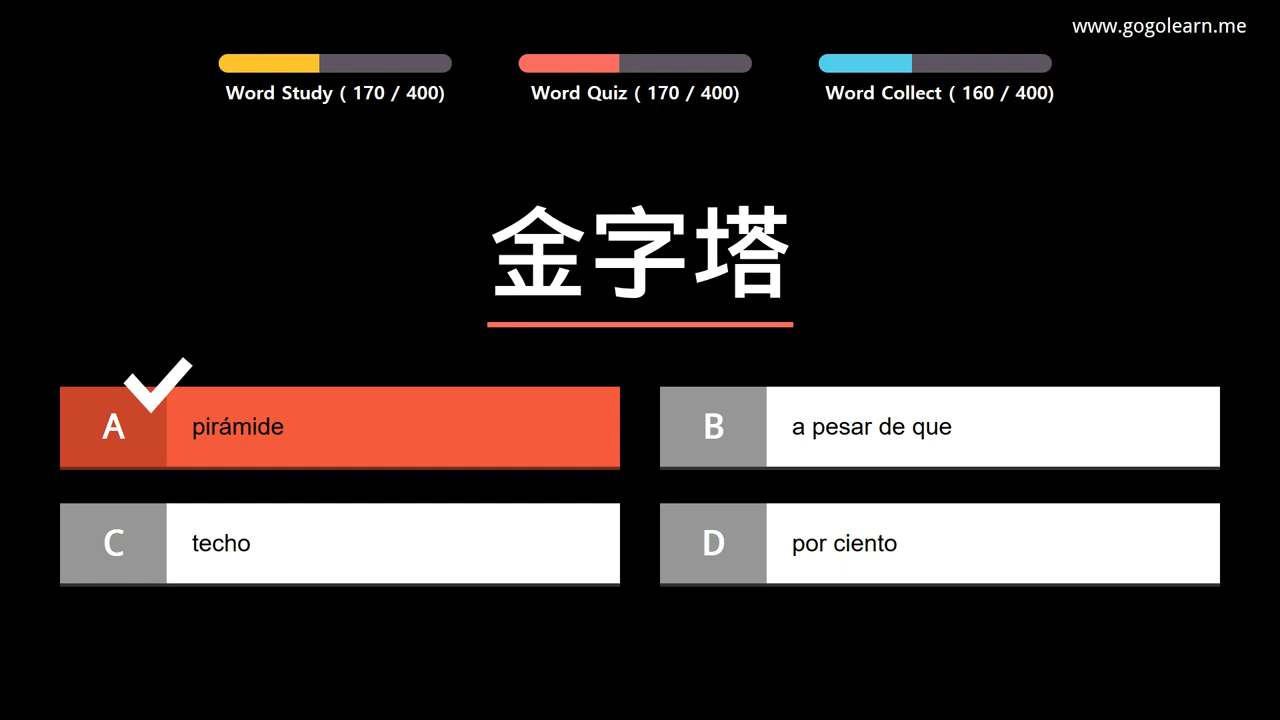 www.gogolearn.me
Word Study ( 170 / 400)
Word Quiz ( 170 / 400)
Word Collect ( 160 / 400)
金字塔
A pirámide
B a pesar de que
C techo
D por ciento